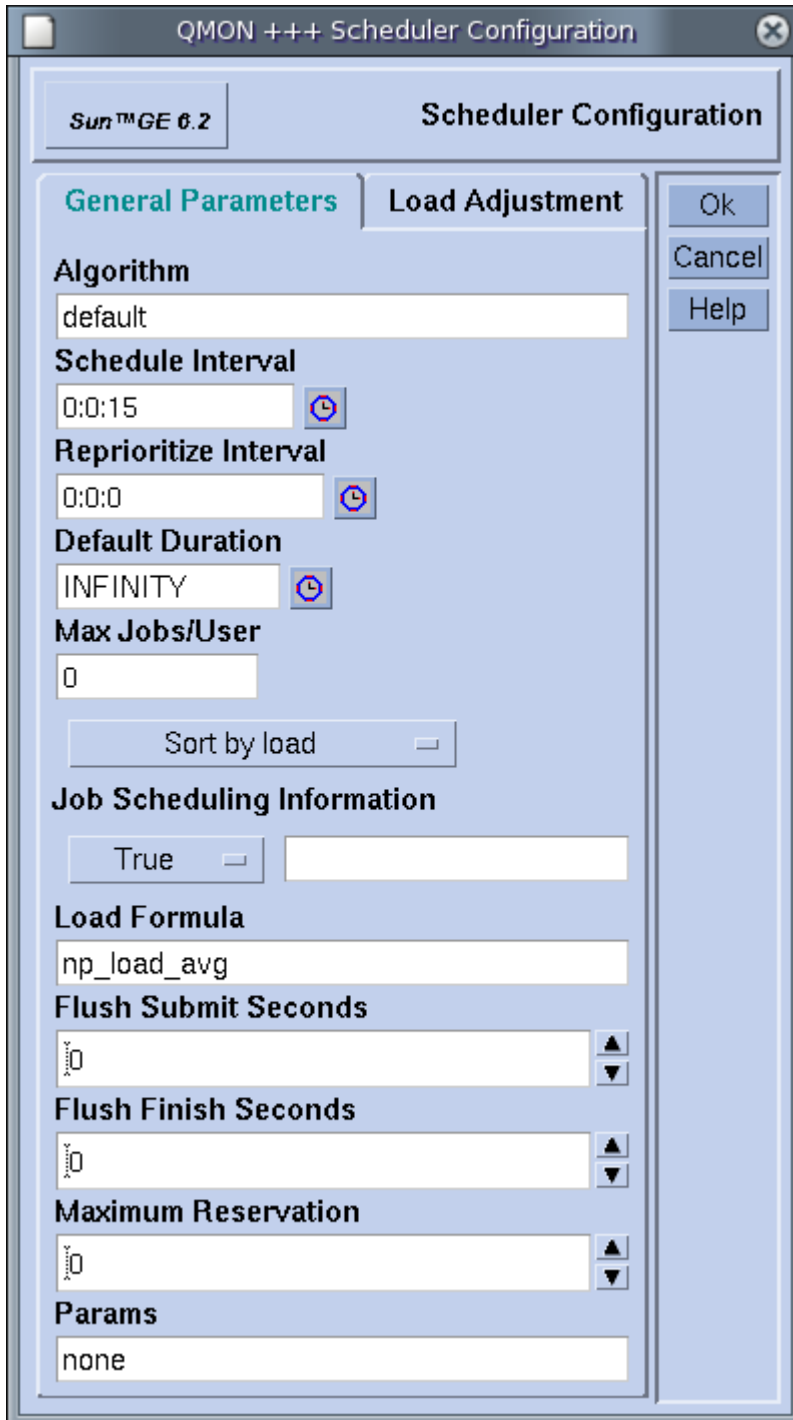 QMON +++ Scheduler Configuration
Sun™GE 6.2
Scheduler Configuration
General Parameters
Load Adjustment
Ok
Cancel
Help
Algorithm
default
Schedule Interval
0:0:15
Reprioritize Interval
0:0:0
Default Duration
INFINITY
Max Jobs/User
0
Sort by load
Job Scheduling Information
True
Load Formula
np_load_avg
Flush Submit Seconds
0
Flush Finish Seconds
0
Maximum Reservation
0
Params
none